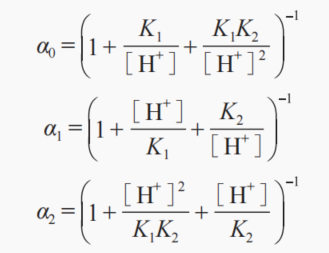 α₀ = (1 + K₁/[H⁺] + K₁K₂/[H⁺]²)⁻¹
α₁ = (1 + [H⁺]/K₁ + K₂/[H⁺])⁻¹
α₂ = (1 + [H⁺]²/K₁K₂ + [H⁺]/K₂)⁻¹